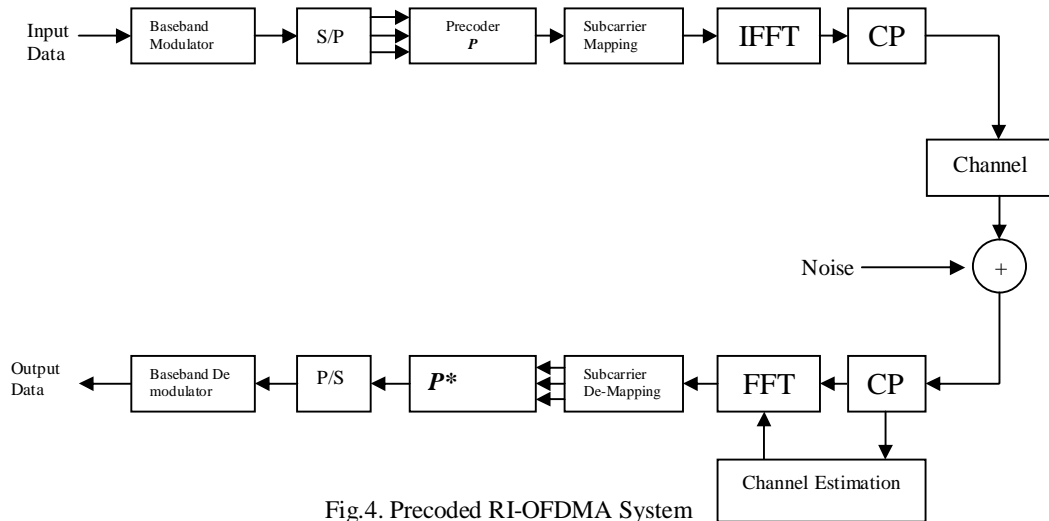 Input
Data
Baseband
Modulator
S/P
Precoder
P
Subcarrier
Mapping
IFFT
CP
Channel
Noise
+
Output
Data
Baseband De
modulator
P/S
P*
Subcarrier
De-Mapping
FFT
CP
Channel Estimation
Fig.4. Precoded RI-OFDMA System